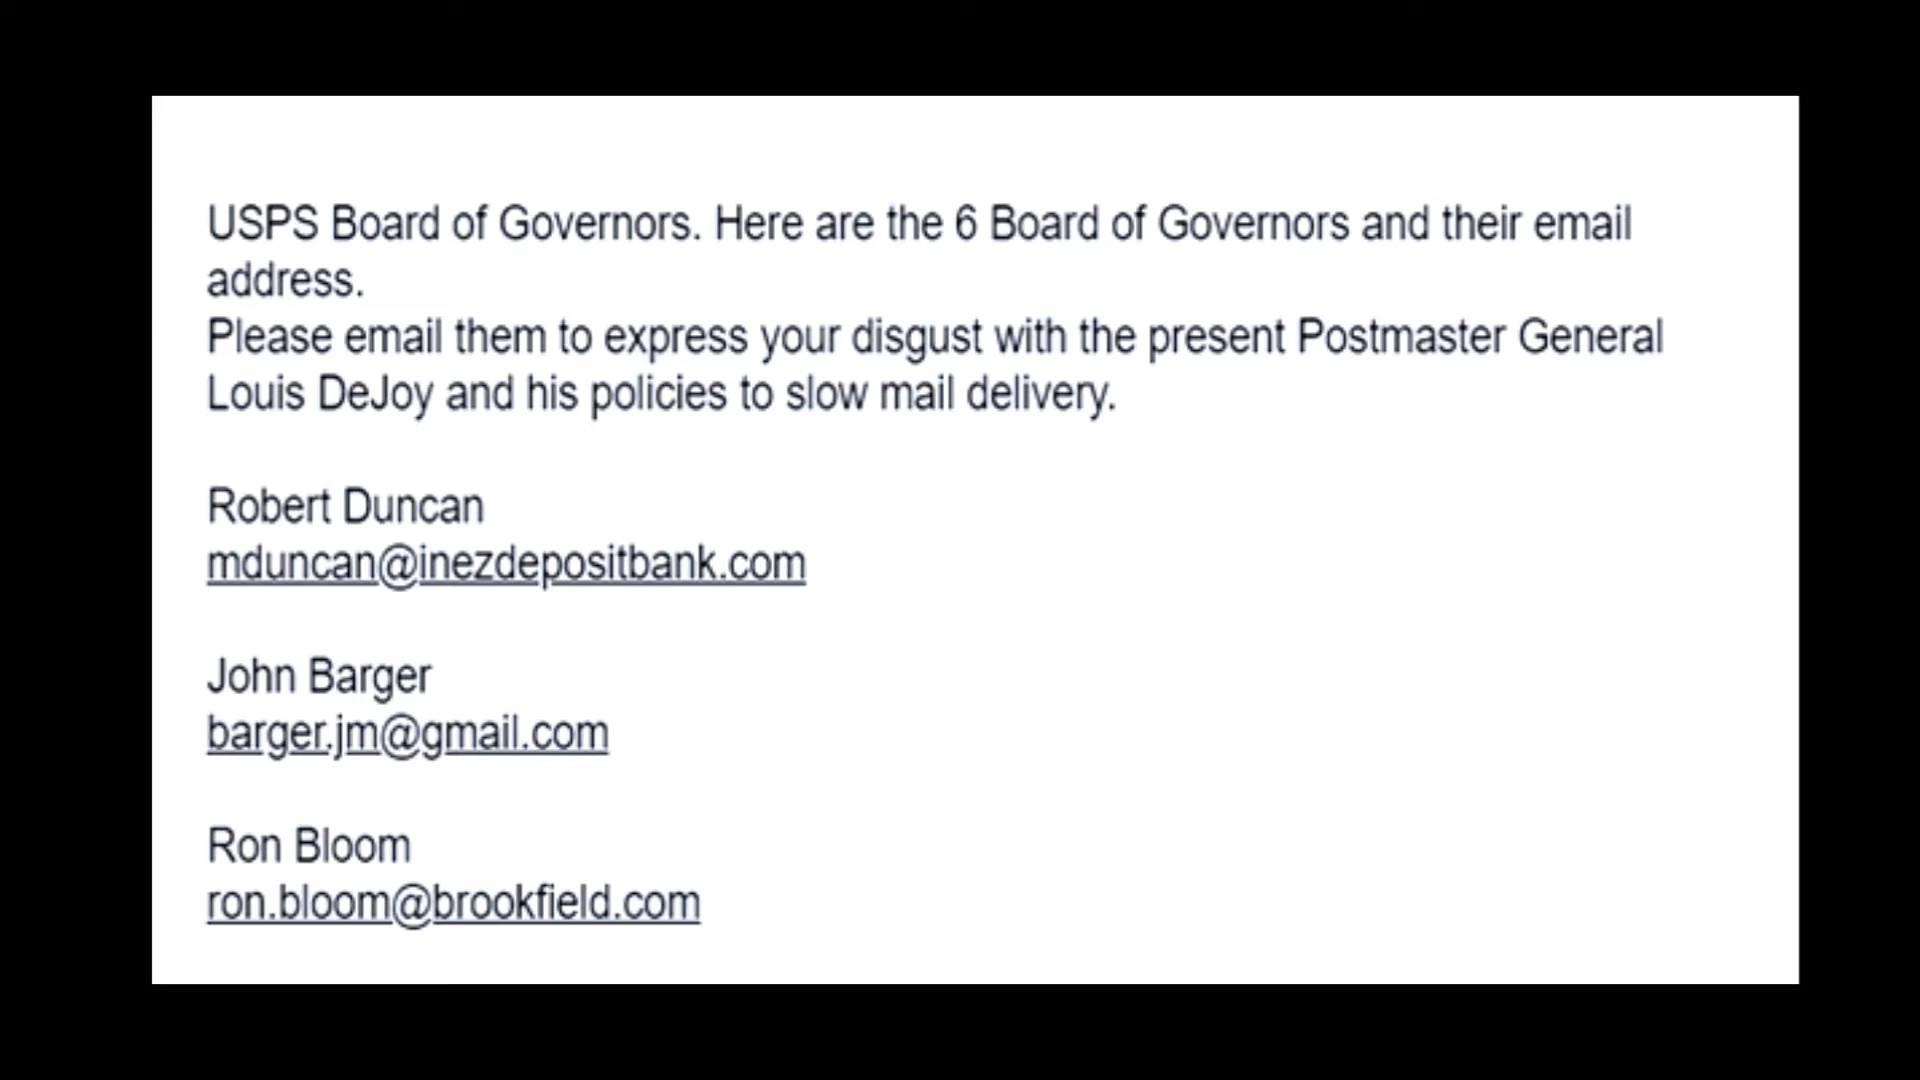 USPS Board of Governors. Here are the 6 Board of Governors and their email
address.
Please email them to express your disgust with the present Postmaster General
Louis DeJoy and his policies to slow mail delivery.
Robert Duncan
mduncan@inezdepositbank.com
John Barger
barger.jm@gmail.com
Ron Bloom
ron.bloom@brookfield.com